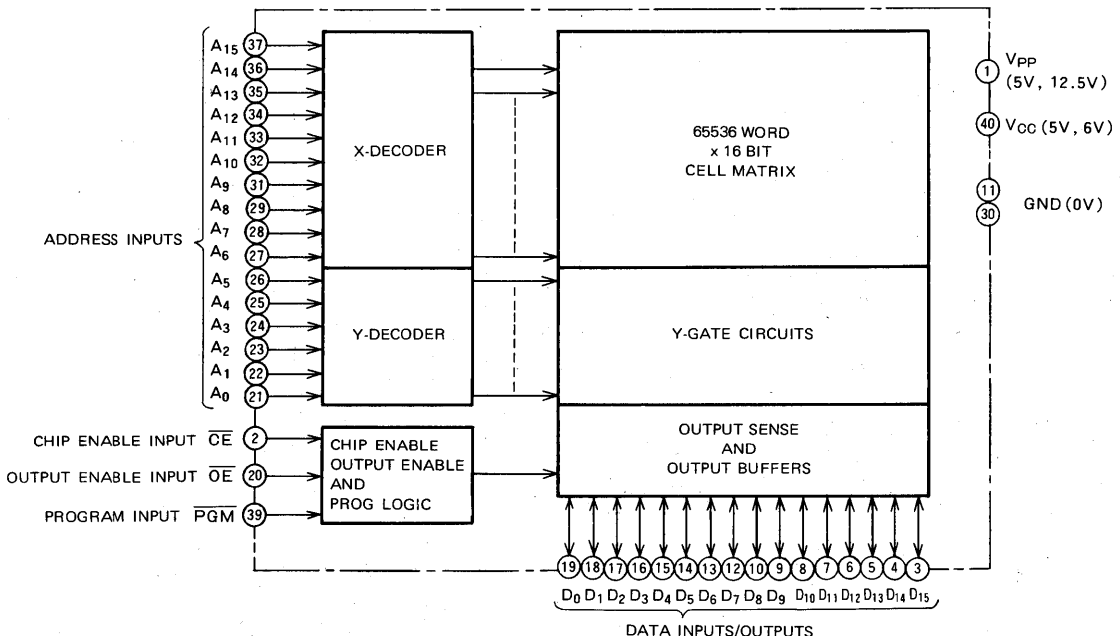 ADDRESS INPUTS
A15 37
A14 36
A13 35
A12 34
A11 33
A10 32
A9 31
A8 29
A7 28
A6 27
A5 26
A4 25
A3 24
A2 23
A1 22
A0 21
CHIP ENABLE INPUT C̅E̅ 2
OUTPUT ENABLE INPUT O̅E̅ 20
PROGRAM INPUT P̅G̅M̅ 39
X-DECODER
Y-DECODER
CHIP ENABLE
OUTPUT ENABLE
AND
PROG LOGIC
65536 WORD
x 16 BIT
CELL MATRIX
Y-GATE CIRCUITS
OUTPUT SENSE
AND
OUTPUT BUFFERS
1 VPP
(5V, 12.5V)
40 VCC (5V, 6V)
11
30
GND (0V)
19 18 17 16 15 14 13 12 10 9 8 7 6 5 4 3
D0 D1 D2 D3 D4 D5 D6 D7 D8 D9 D10 D11 D12 D13 D14 D15
DATA INPUTS/OUTPUTS